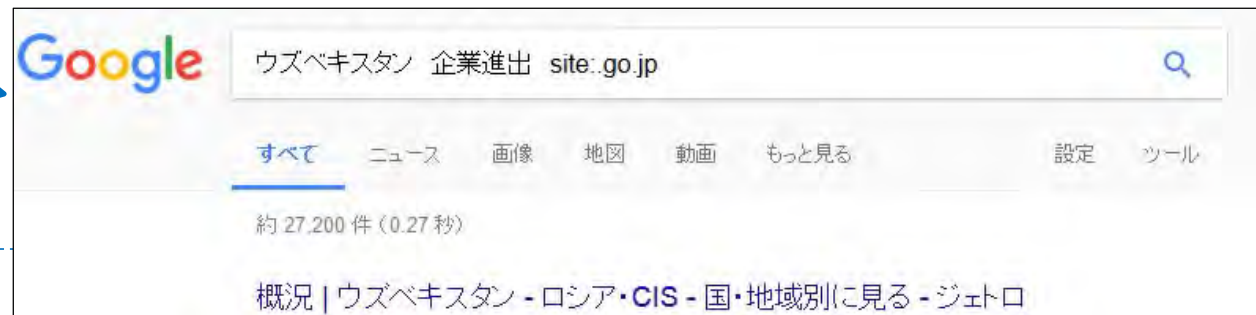 Google
ウズベキスタン 企業進出 site:.go.jp
すべて ニュース 画像 地図 動画 もっと見る 設定 ツール
約 27,200 件 (0.27 秒)
概況 | ウズベキスタン - ロシア・CIS - 国・地域別に見る - ジェトロ